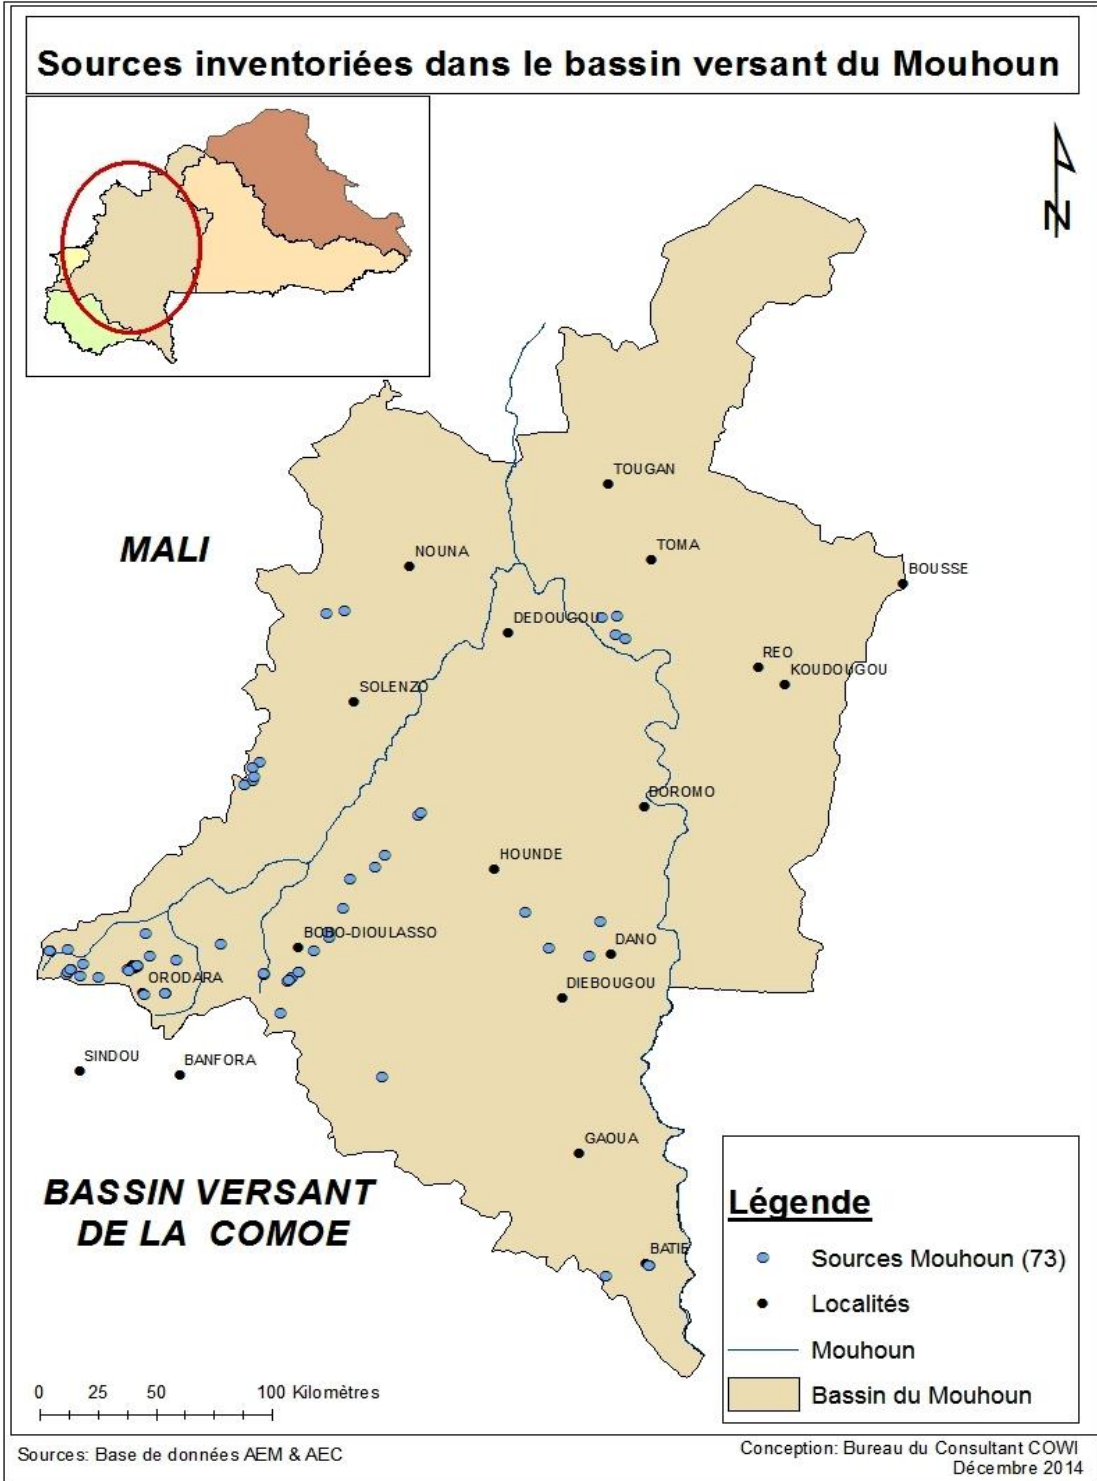 Sources inventoriées dans le bassin versant du Mouhoun
N
TOUGAN
MALI
NOUNA
TOMA
BOUSSE
DEDOUGOU
REO
KOUDOUGOU
SOLENZO
BOROMO
HOUNDE
BOBO-DIOULASSO
DANO
ORODARA
DIEBOUGOU
SINDOU
BANFORA
GAOUA
BASSIN VERSANT
DE LA COMOE
BATIE
Légende
Sources Mouhoun (73)
Localités
Mouhoun
Bassin du Mouhoun
0 25 50 100 Kilomètres
Sources: Base de données AEM & AEC
Conception: Bureau du Consultant COWI
Décembre 2014